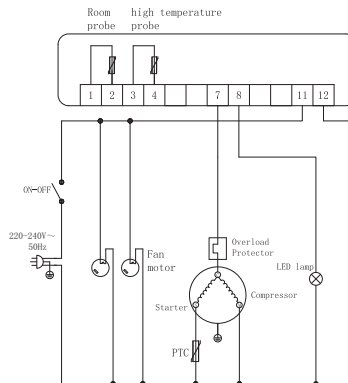 Room
probe
high temperature
probe
1 2 3 4 7 8 11 12
ON-OFF
220-240V~
50Hz
Fan
motor
Overload
Protector
LED lamp
Compressor
Starter
PTC